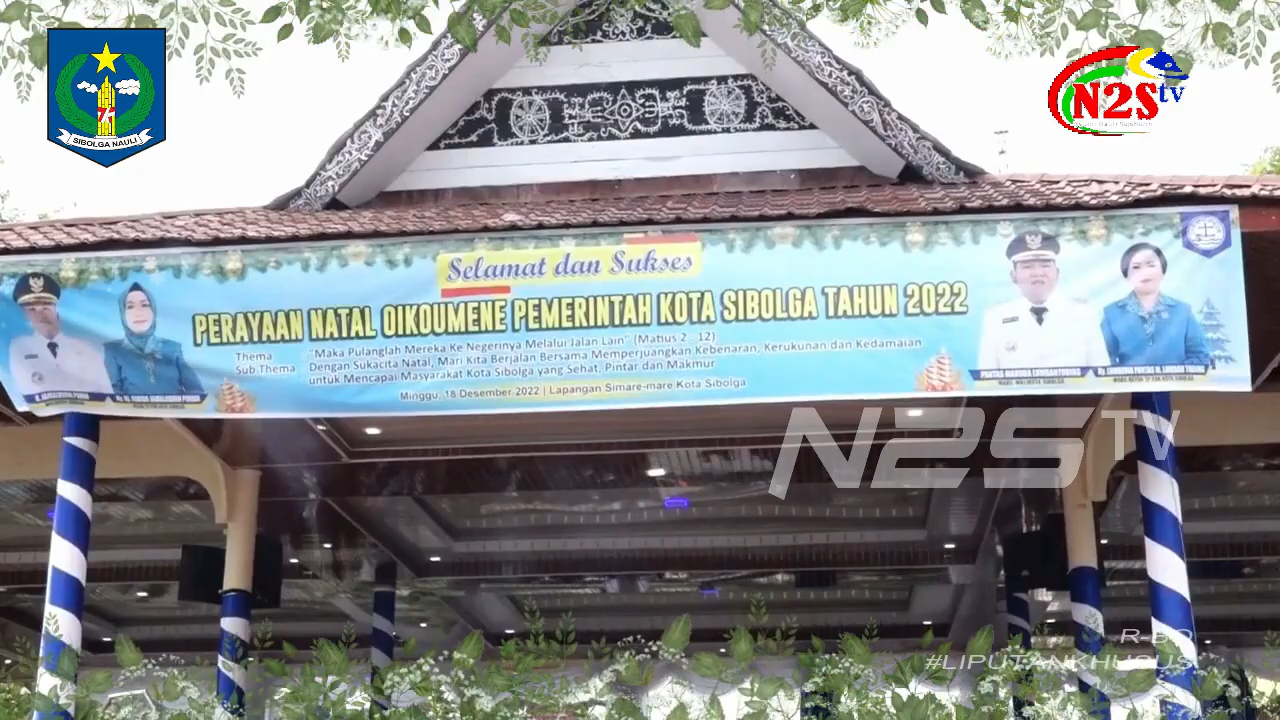 SIBOLGA NAULI
N2S tv
Selamat dan Sukses
PERAYAAN NATAL OIKOUMENE PEMERINTAH KOTA SIBOLGA TAHUN 2022
Thema : "Maka Pulanglah Mereka Ke Negerinya Melalui Jalan Lain" (Matius 2 - 12)
Sub Thema : Dengan Sukacita Natal, Mari Kita Berjalan Bersama Memperjuangkan Kebenaran, Kerukunan dan Kedamaian
untuk Mencapai Masyarakat Kota Sibolga yang Sehat, Pintar dan Makmur
Minggu, 18 Desember 2022 | Lapangan Simare-mare Kota Sibolga
WAKIL WALIKOTA SIBOLGA
N2S TV
#LIPUTANKHUSUS